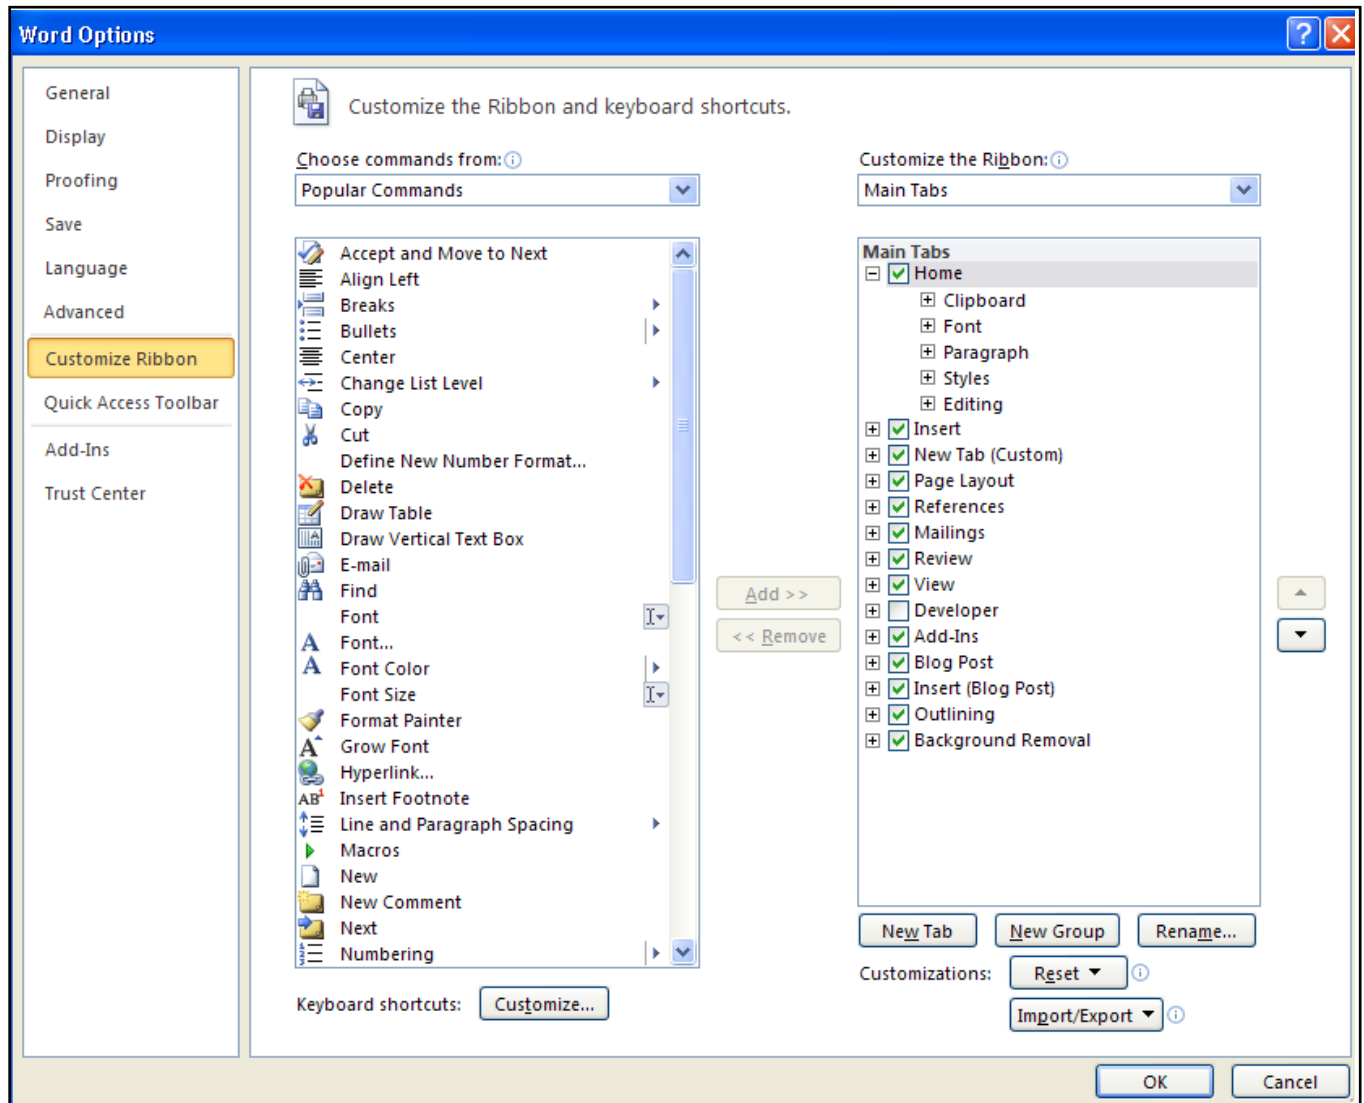 Word Options
General
Display
Proofing
Save
Language
Advanced
Customize Ribbon
Quick Access Toolbar
Add-Ins
Trust Center
Customize the Ribbon and keyboard shortcuts.
Choose commands from:
Popular Commands
Accept and Move to Next
Align Left
Breaks
Bullets
Center
Change List Level
Copy
Cut
Define New Number Format...
Delete
Draw Table
Draw Vertical Text Box
E-mail
Find
Font
Font...
Font Color
Font Size
Format Painter
Grow Font
Hyperlink...
Insert Footnote
Line and Paragraph Spacing
Macros
New
New Comment
Next
Numbering
Keyboard shortcuts: Customize...
Add >>
<< Remove
Customize the Ribbon:
Main Tabs
Main Tabs
Home
Clipboard
Font
Paragraph
Styles
Editing
Insert
New Tab (Custom)
Page Layout
References
Mailings
Review
View
Developer
Add-Ins
Blog Post
Insert (Blog Post)
Outlining
Background Removal
New Tab New Group Rename...
Customizations: Reset
Import/Export
OK Cancel